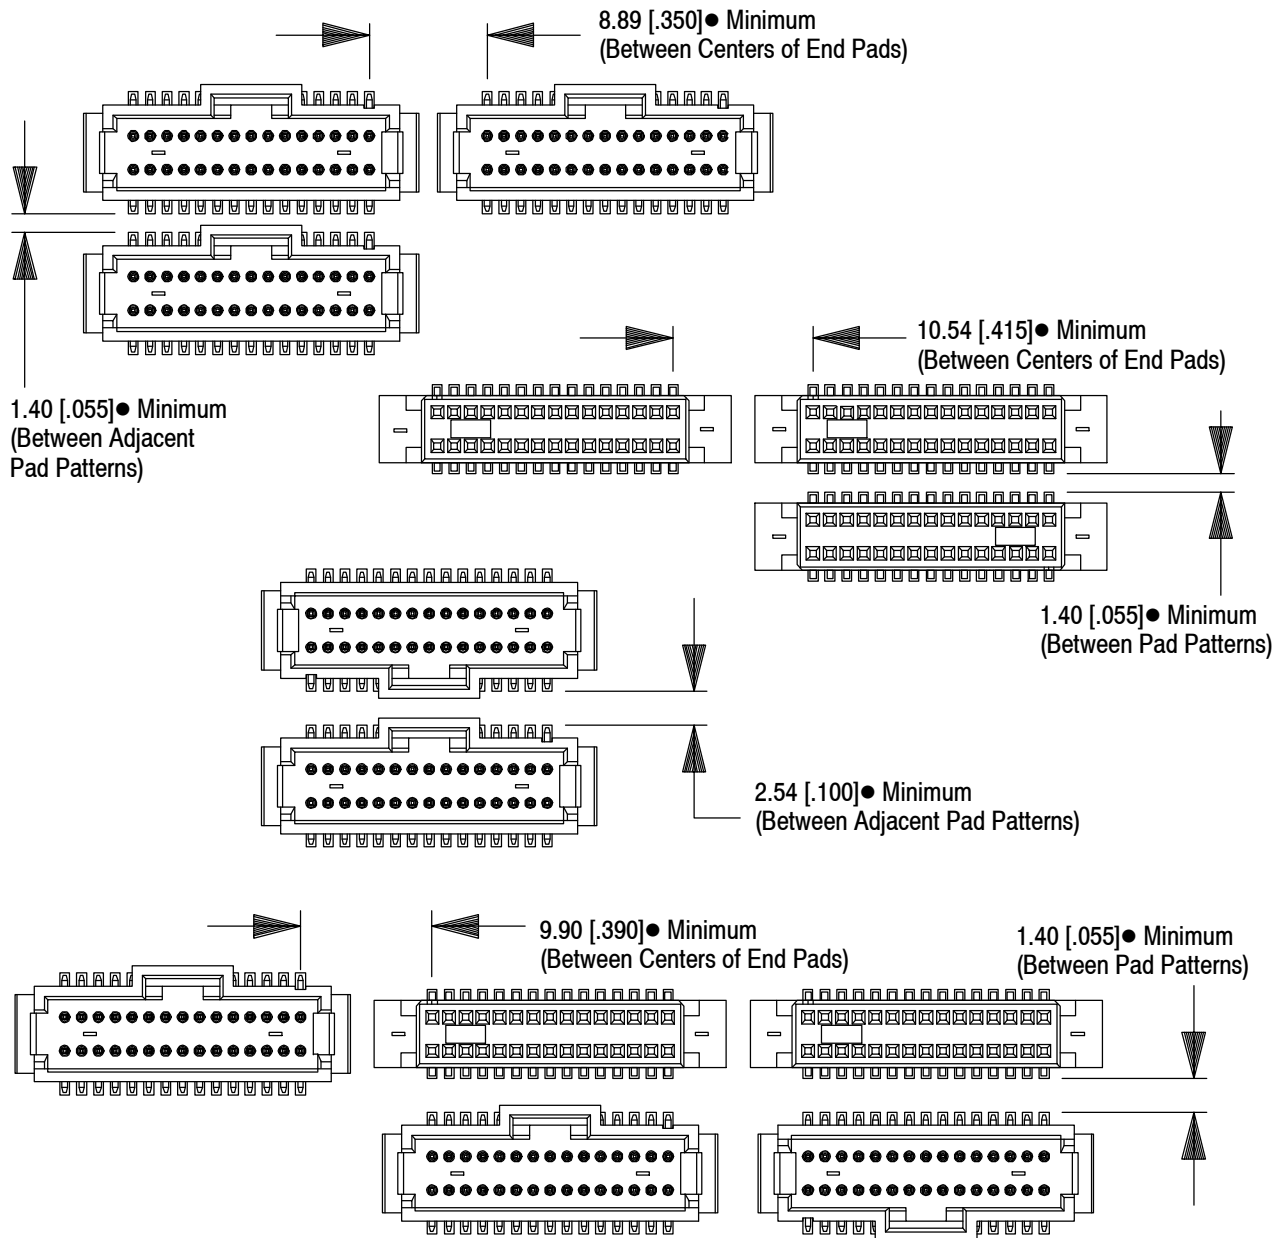 8.89 [.350]● Minimum
(Between Centers of End Pads)
10.54 [.415]● Minimum
(Between Centers of End Pads)
1.40 [.055]● Minimum
(Between Adjacent
Pad Patterns)
1.40 [.055]● Minimum
(Between Pad Patterns)
2.54 [.100]● Minimum
(Between Adjacent Pad Patterns)
9.90 [.390]● Minimum
(Between Centers of End Pads)
1.40 [.055]● Minimum
(Between Pad Patterns)